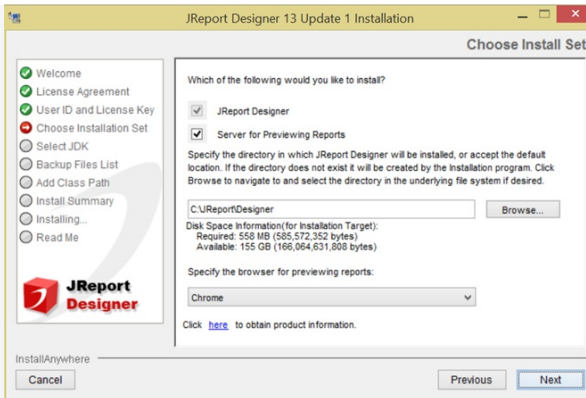 JReport Designer 13 Update 1 Installation
Choose Install Set
Welcome
License Agreement
User ID and License Key
Choose Installation Set
Select JDK
Backup Files List
Add Class Path
Install Summary
Installing...
Read Me
JReport
Designer
Which of the following would you like to install?
JReport Designer
Server for Previewing Reports
Specify the directory in which JReport Designer will be installed, or accept the default
location. If the directory does not exist it will be created by the Installation program. Click
Browse to navigate to and select the directory in the underlying file system if desired.
C:\JReport\Designer
Browse...
Disk Space Information(for Installation Target):
Required: 558 MB (585,572,352 bytes)
Available: 155 GB (166,064,631,808 bytes)
Specify the browser for previewing reports:
Chrome
Click here to obtain product information.
InstallAnywhere
Cancel
Previous
Next